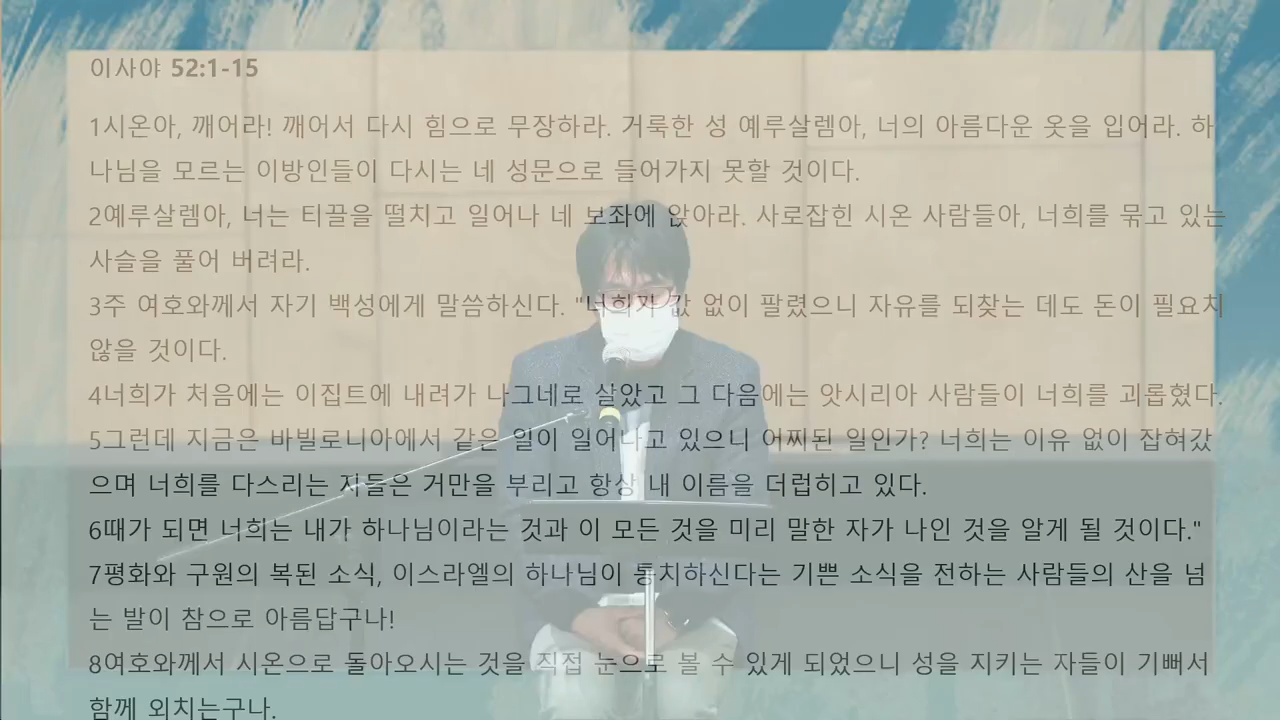 이사야 52:1-15
1시온아, 깨어라! 깨어서 다시 힘으로 무장하라. 거룩한 성 예루살렘아, 너의 아름다운 옷을 입어라. 하
나님을 모르는 이방인들이 다시는 네 성문으로 들어가지 못할 것이다.
2예루살렘아, 너는 티끌을 떨치고 일어나 네 보좌에 앉아라. 사로잡힌 시온 사람들아, 너희를 묶고 있는
사슬을 풀어 버려라.
3주 여호와께서 자기 백성에게 말씀하신다. "너희가 값 없이 팔렸으니 자유를 되찾는 데도 돈이 필요치
않을 것이다.
4너희가 처음에는 이집트에 내려가 나그네로 살았고 그 다음에는 앗시리아 사람들이 너희를 괴롭혔다.
5그런데 지금은 바빌로니아에서 같은 일이 일어나고 있으니 어찌된 일인가? 너희는 이유 없이 잡혀갔
으며 너희를 다스리는 자들은 거만을 부리고 항상 내 이름을 더럽히고 있다.
6때가 되면 너희는 내가 하나님이라는 것과 이 모든 것을 미리 말한 자가 나인 것을 알게 될 것이다."
7평화와 구원의 복된 소식, 이스라엘의 하나님이 통치하신다는 기쁜 소식을 전하는 사람들의 산을 넘
는 발이 참으로 아름답구나!
8여호와께서 시온으로 돌아오시는 것을 직접 눈으로 볼 수 있게 되었으니 성을 지키는 자들이 기뻐서
함께 외치는구나.